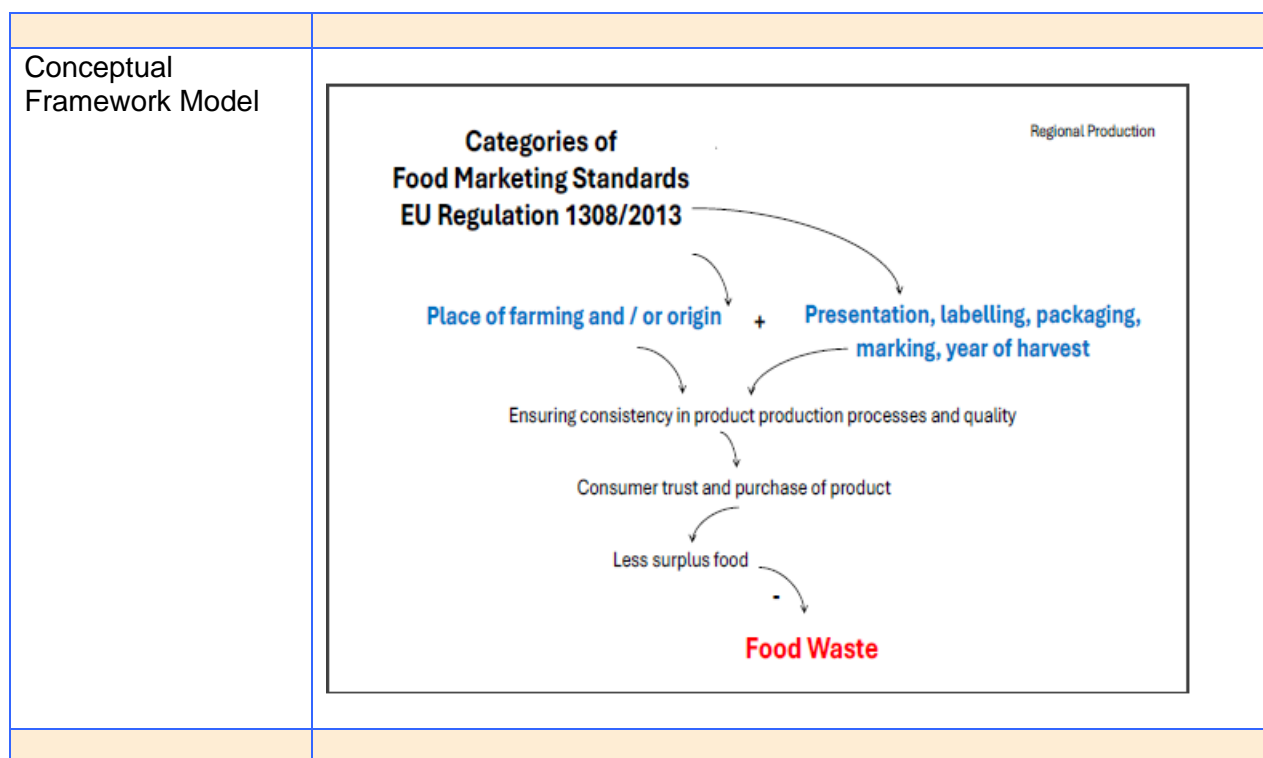 Conceptual
Framework Model
Regional Production
Categories of
Food Marketing Standards
EU Regulation 1308/2013
Place of farming and / or origin + Presentation, labelling, packaging,
marking, year of harvest
Ensuring consistency in product production processes and quality
Consumer trust and purchase of product
Less surplus food
-
Food Waste